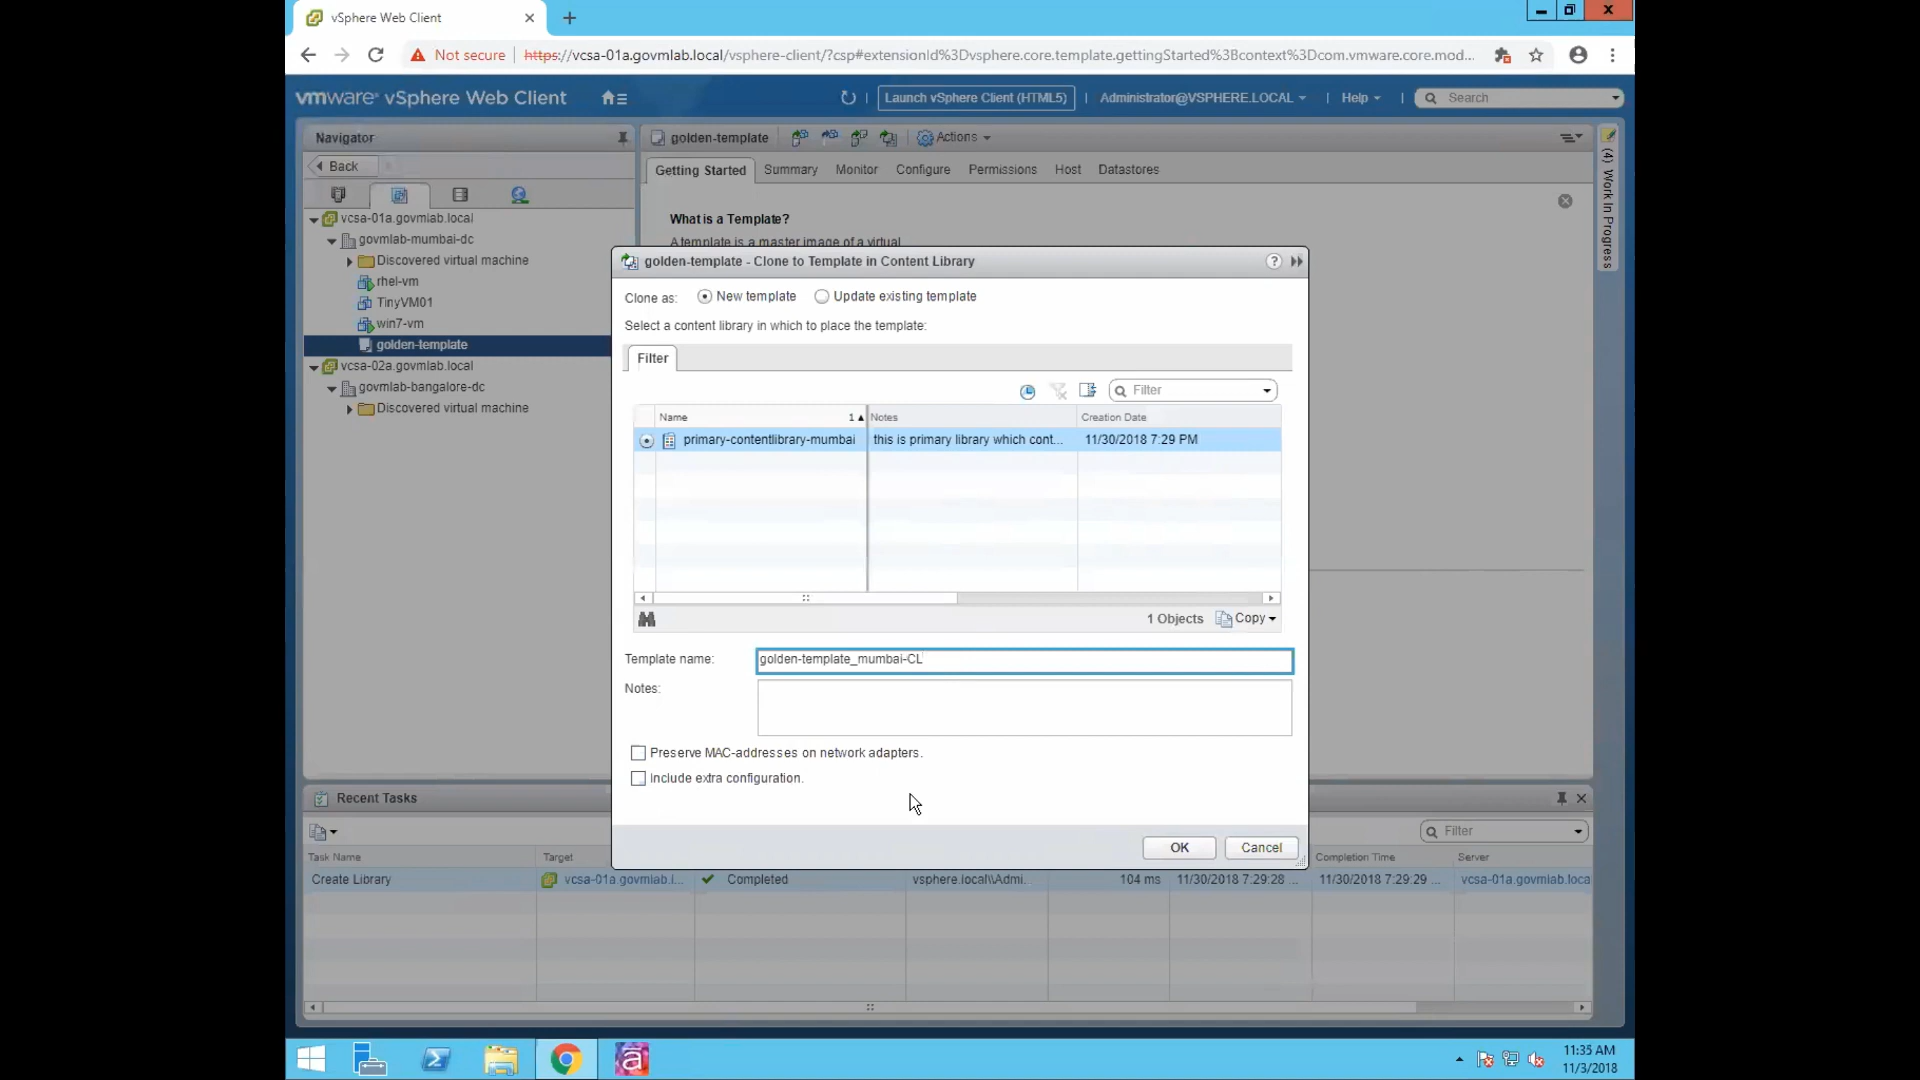 vSphere Web Client
Not secure
https://vcsa-01a.govmlab.local/vsphere-client/?csp#extensionId%3Dvsphere.core.template.gettingStarted%3Bcontext%3Dcom.vmware.core.mod...
vmware® vSphere Web Client
Launch vSphere Client (HTML5)
Administrator@VSPHERE.LOCAL
Help
Search
Navigator
Back
vcsa-01a.govmlab.local
govmlab-mumbai-dc
Discovered virtual machine
rhel-vm
TinyVM01
win7-vm
golden-template
vcsa-02a.govmlab.local
govmlab-bangalore-dc
Discovered virtual machine
golden-template
Actions
Getting Started
Summary
Monitor
Configure
Permissions
Host
Datastores
What is a Template?
A template is a master image of a virtual
(4) Work In Progress
golden-template - Clone to Template in Content Library
Clone as:
New template
Update existing template
Select a content library in which to place the template:
Filter
Filter
Name 1 Notes Creation Date
primary-contentlibrary-mumbai this is primary library which cont... 11/30/2018 7:29 PM
1 Objects
Copy
Template name: golden-template_mumbai-CL
Notes:
Preserve MAC-addresses on network adapters.
Include extra configuration.
OK
Cancel
Recent Tasks
Filter
Task Name Target Completion Time Server
Create Library vcsa-01a.govmlab.l... Completed vsphere.local\\Admi... 104 ms 11/30/2018 7:29:28 ... 11/30/2018 7:29:29 ... vcsa-01a.govmlab.loca
11:35 AM
11/3/2018